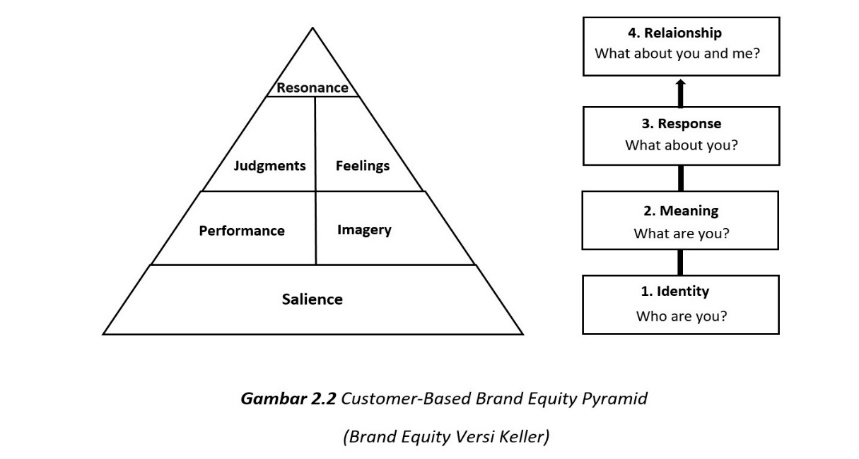 Resonance
Judgments
Feelings
Performance
Imagery
Salience
4. Relaionship
What about you and me?
3. Response
What about you?
2. Meaning
What are you?
1. Identity
Who are you?
Gambar 2.2 Customer-Based Brand Equity Pyramid
(Brand Equity Versi Keller)